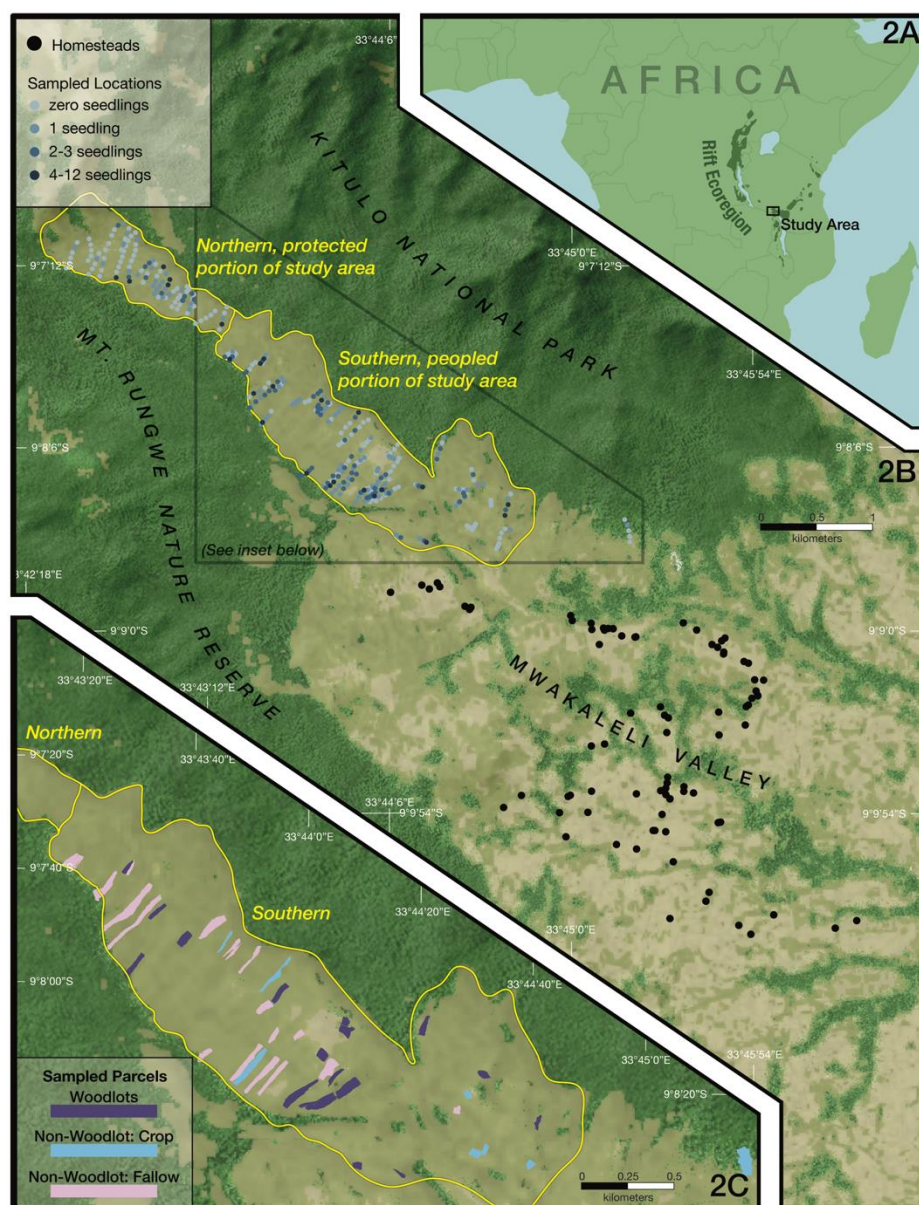 Homesteads
Sampled Locations
zero seedlings
1 seedling
2-3 seedlings
4-12 seedlings
33°44'6"
2A
AFRICA
Rift Ecoregion
Study Area
KITULO NATIONAL PARK
33°45'0"E
9°7'12"S
9°7'12"S
Northern, protected
portion of study area
33°45'54"E
MT. RUNGWE NATURE RESERVE
Southern, peopled
portion of study area
9°8'6"S
9°8'6"S
2B
0 0.5 1
kilometers
(See inset below)
33°42'18"E
9°9'0"S
9°9'0"S
33°43'20"E
33°43'12"E
MWAKALELI VALLEY
Northern
9°7'20"S
33°43'40"E
33°44'6"E
9°9'54"S
9°9'54"S
33°44'0"E
9°7'40"S
33°44'20"E
Southern
33°45'0"E
9°8'00"S
33°44'40"E
33°45'0"E
33°45'54"E
9°8'20"S
Sampled Parcels
Woodlots
Non-Woodlot: Crop
Non-Woodlot: Fallow
0 0.25 0.5
kilometers
2C